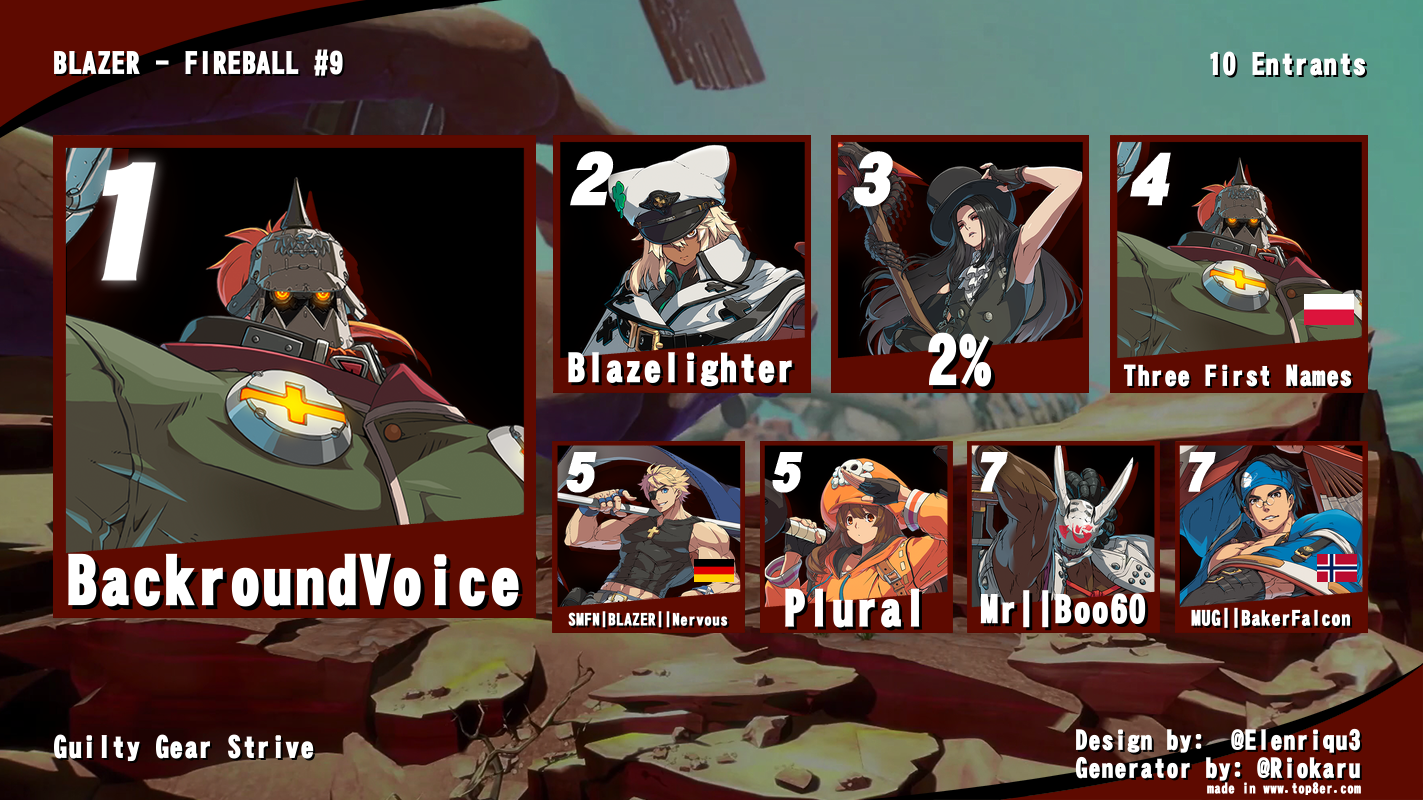 BLAZER - FIREBALL #9
10 Entrants
1
BackroundVoice
2
Blazelighter
3
2%
4
Three First Names
5
SMFN|BLAZER||Nervous
5
Plural
7
Mr||Boo60
7
MUG||BakerFalcon
Guilty Gear Strive
Design by: @Elenriqu3
Generator by: @Riokaru
made in www.top8er.com